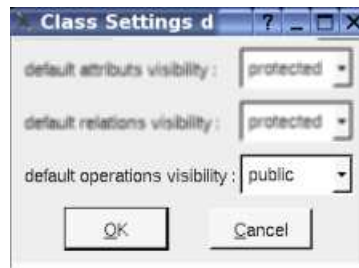 Class Settings d
default attributs visibility : protected
default relations visibility : protected
default operations visibility : public
OK
Cancel